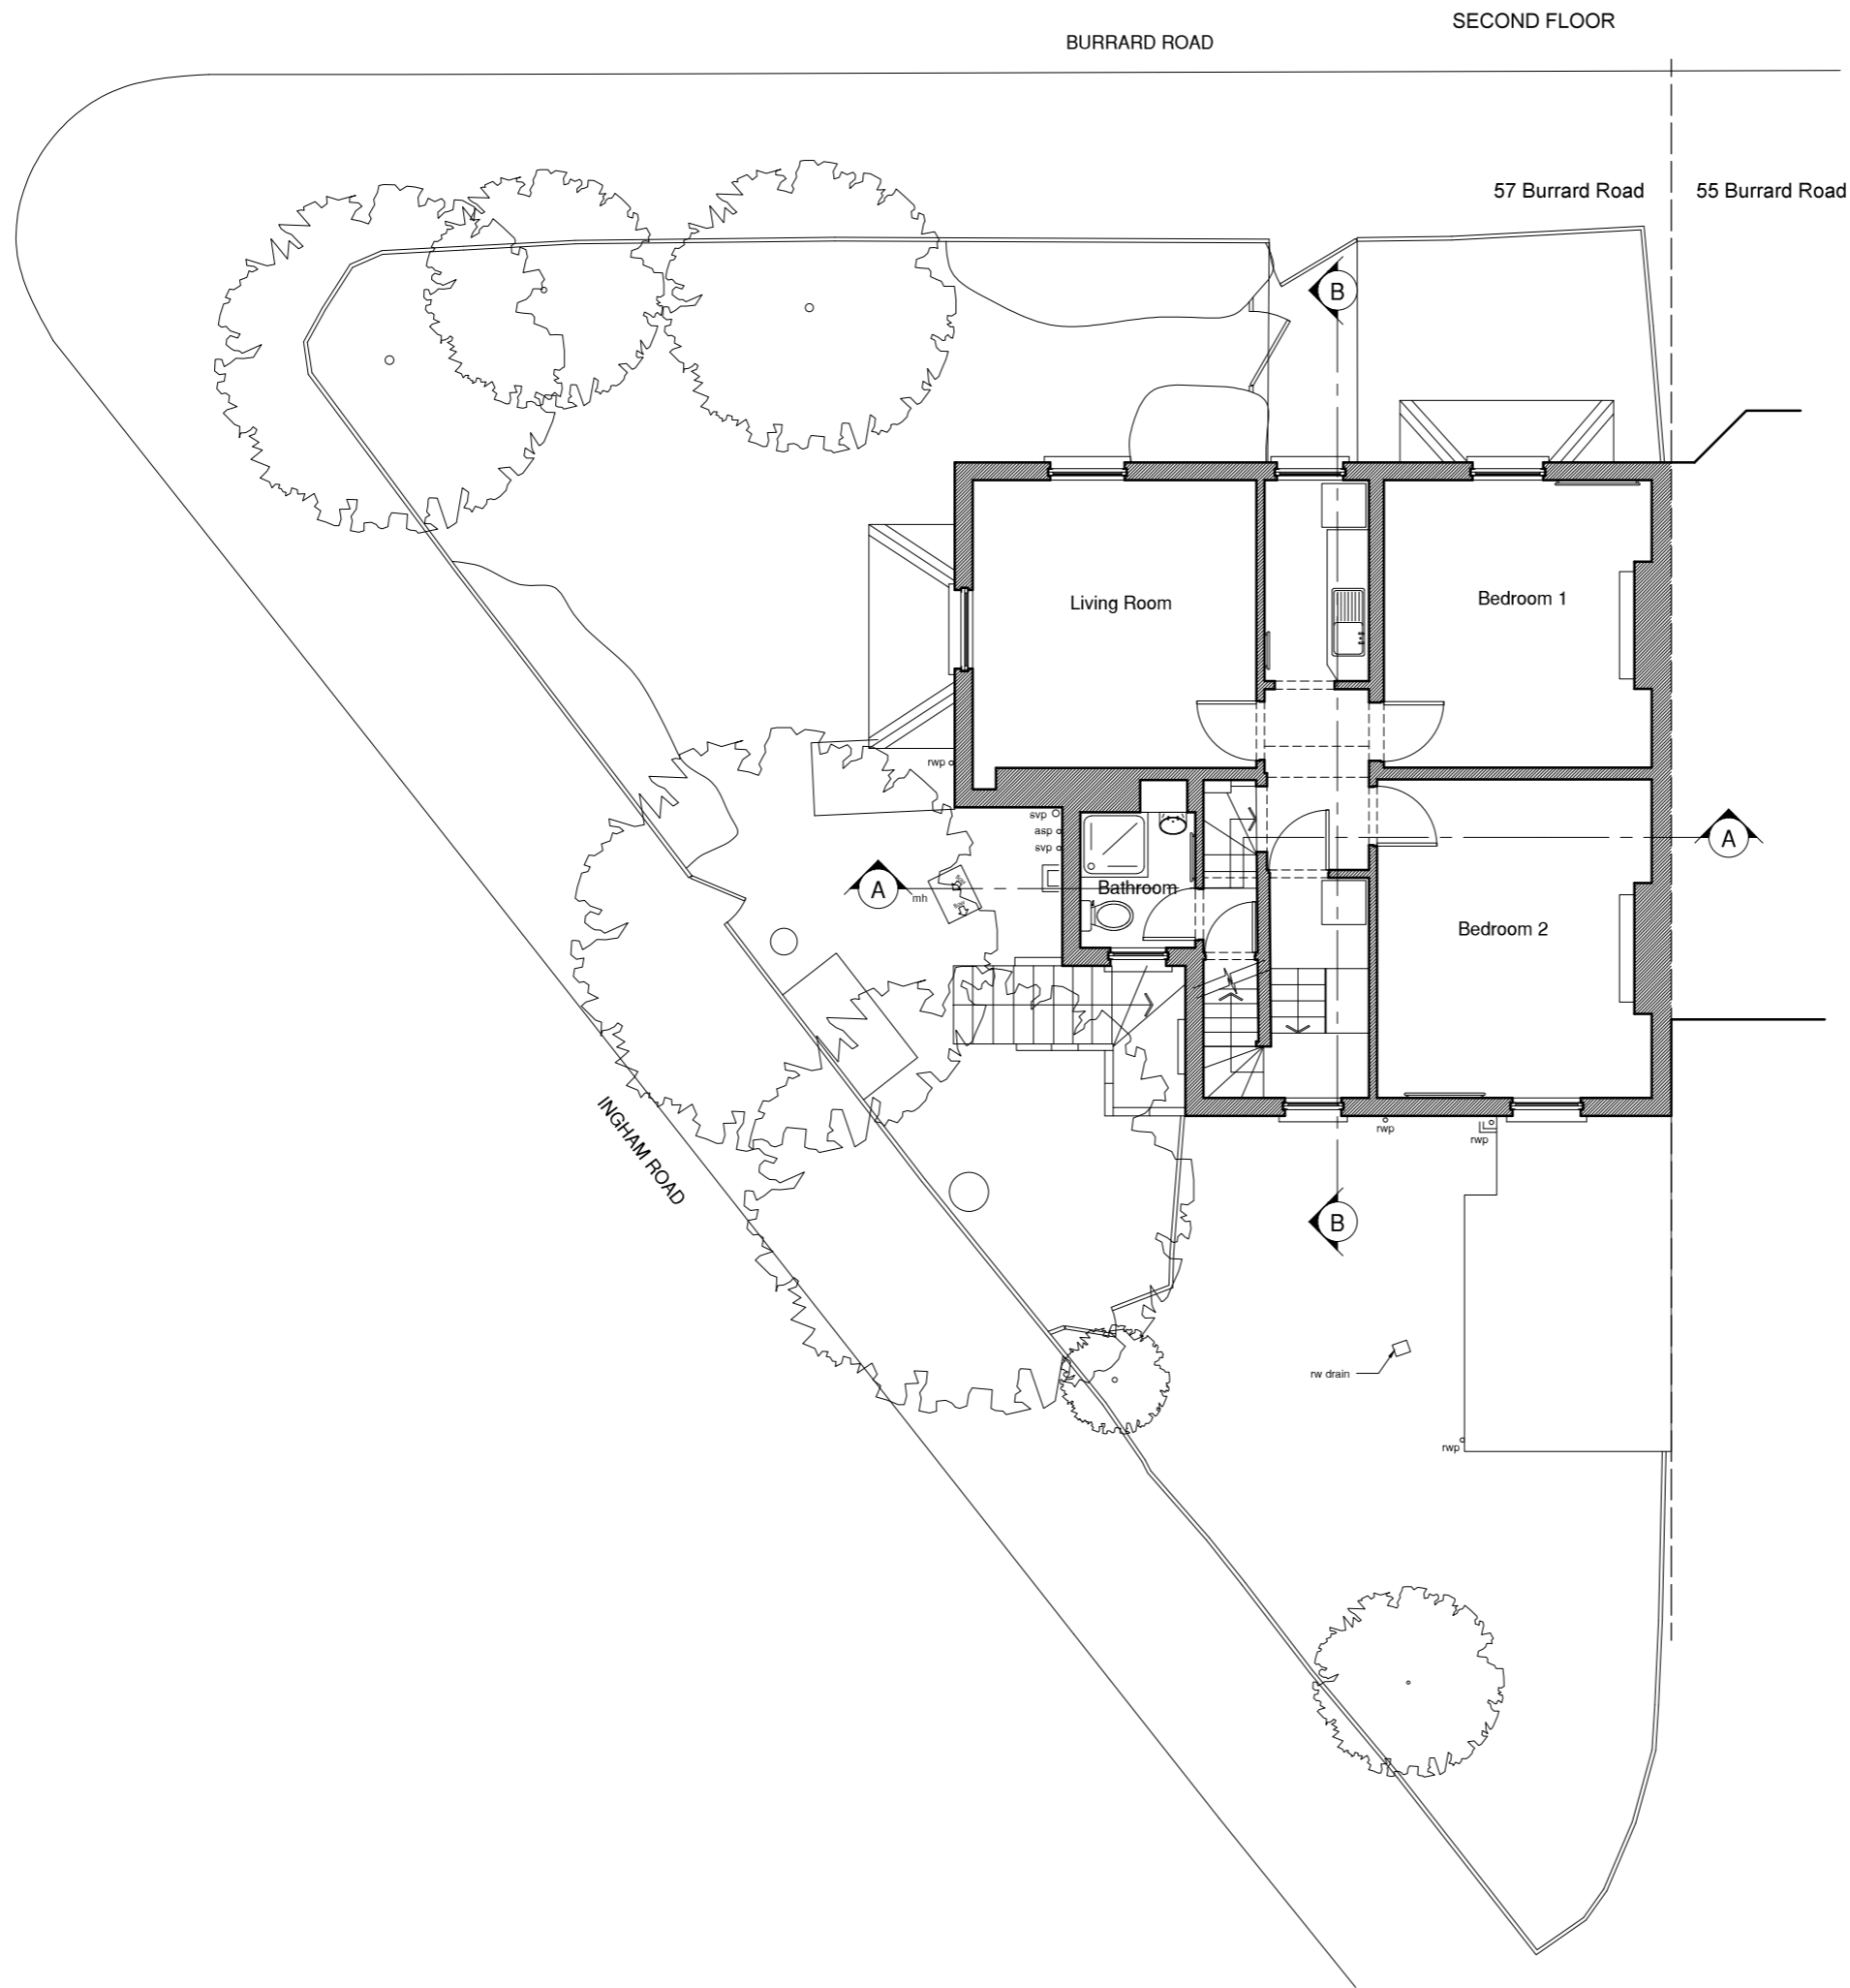 SECOND FLOOR
BURRARD ROAD
57 Burrard Road
55 Burrard Road
B
Living Room
Bedroom 1
rwp
svp
asp
svp
A
A
mh
Bathroom
Bedroom 2
INGHAM ROAD
rwp
rwp
B
rw drain
rwp